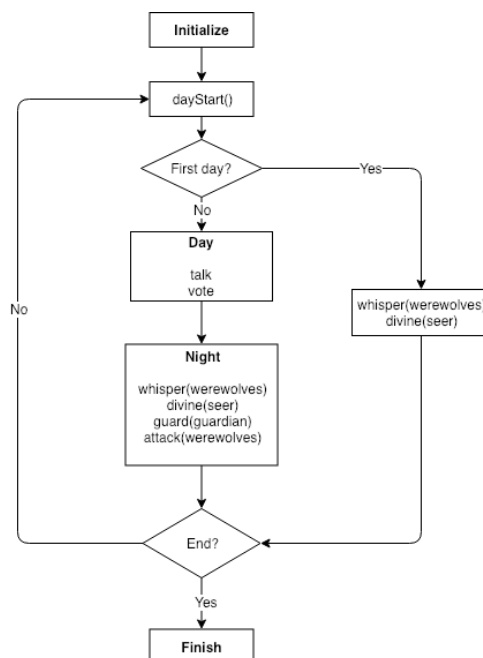 Initialize
dayStart()
First day?
Yes
No
Day
talk
vote
No
whisper(werewolves)
divine(seer)
Night
whisper(werewolves)
divine(seer)
guard(guardian)
attack(werewolves)
End?
Yes
Finish